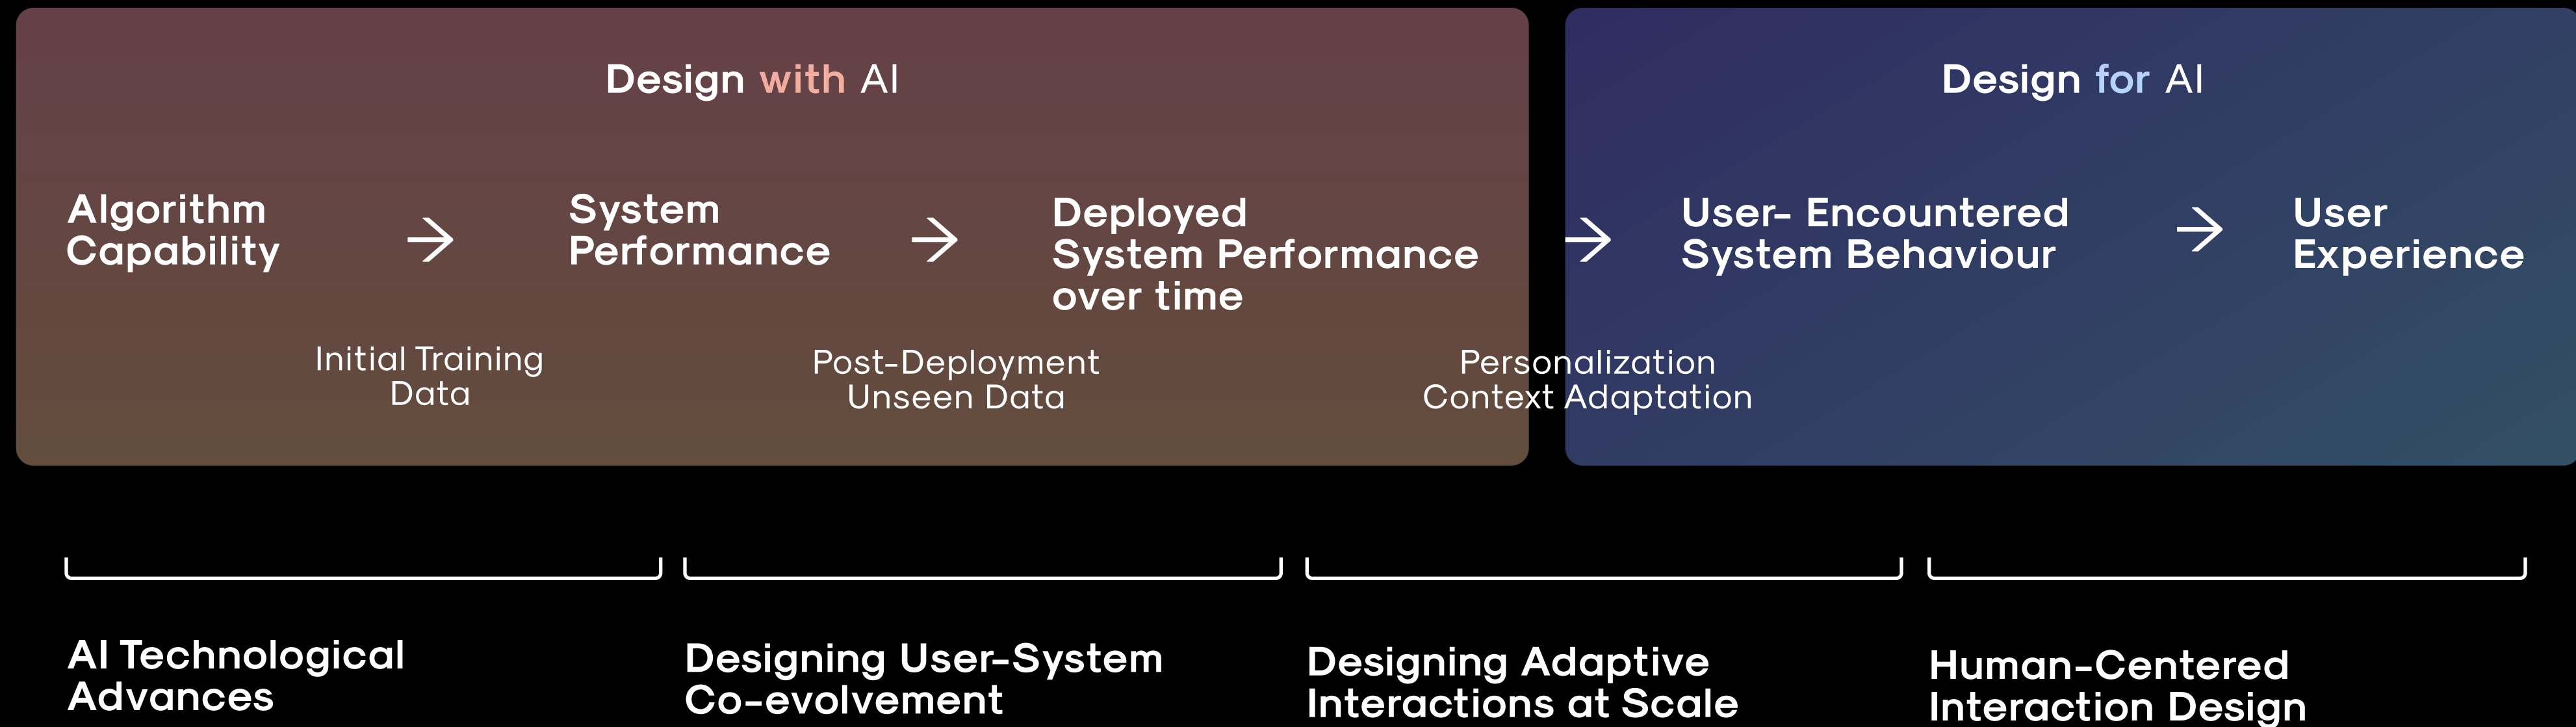 Design with AI
Design for AI
Algorithm
Capability
System
Performance
Deployed
System Performance
over time
User- Encountered
System Behaviour
User
Experience
Initial Training
Data
Post-Deployment
Unseen Data
Personalization
Context Adaptation
AI Technological
Advances
Designing User-System
Co-evolvement
Designing Adaptive
Interactions at Scale
Human-Centered
Interaction Design